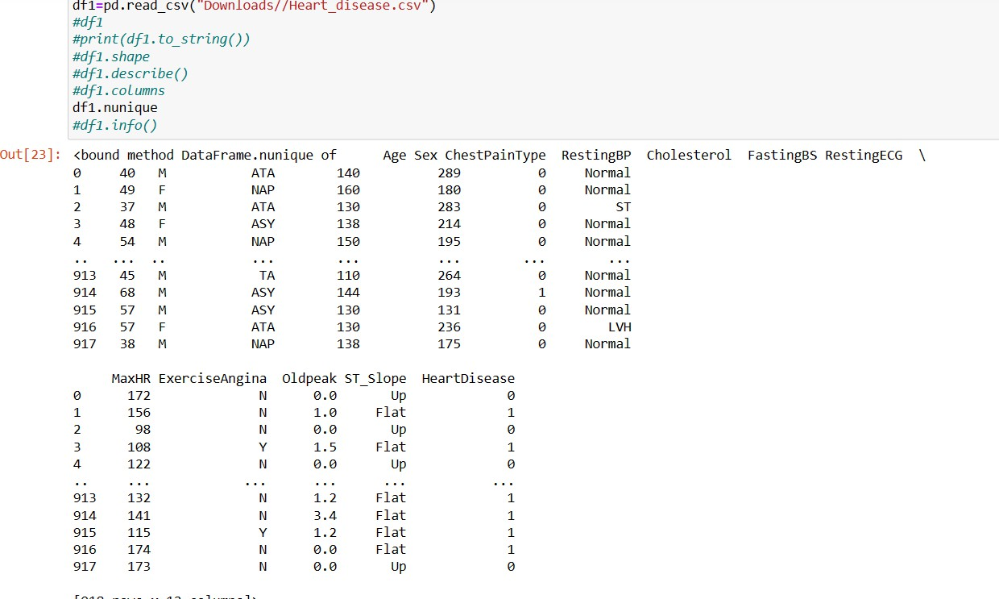 df1=pd.read_csv("Downloads//Heart_disease.csv")
#df1
#print(df1.to_string())
#df1.shape
#df1.describe()
#df1.columns
df1.nunique
#df1.info()
Out[23]: <bound method DataFrame.nunique of      Age Sex ChestPainType  RestingBP  Cholesterol  FastingBS RestingECG  \
0     40   M           ATA        140          289          0     Normal
1     49   F           NAP        160          180          0     Normal
2     37   M           ATA        130          283          0         ST
3     48   F           ASY        138          214          0     Normal
4     54   M           NAP        150          195          0     Normal
..   ...  ..           ...        ...          ...        ...        ...
913   45   M            TA        110          264          0     Normal
914   68   M           ASY        144          193          1     Normal
915   57   M           ASY        130          131          0     Normal
916   57   F           ATA        130          236          0        LVH
917   38   M           NAP        138          175          0     Normal
MaxHR ExerciseAngina  Oldpeak ST_Slope  HeartDisease
0      172              N      0.0       Up             0
1      156              N      1.0     Flat             1
2       98              N      0.0       Up             0
3      108              Y      1.5     Flat             1
4      122              N      0.0       Up             0
..     ...            ...      ...      ...           ...
913    132              N      1.2     Flat             1
914    141              N      3.4     Flat             1
915    115              Y      1.2     Flat             1
916    174              N      0.0     Flat             1
917    173              N      0.0       Up             0